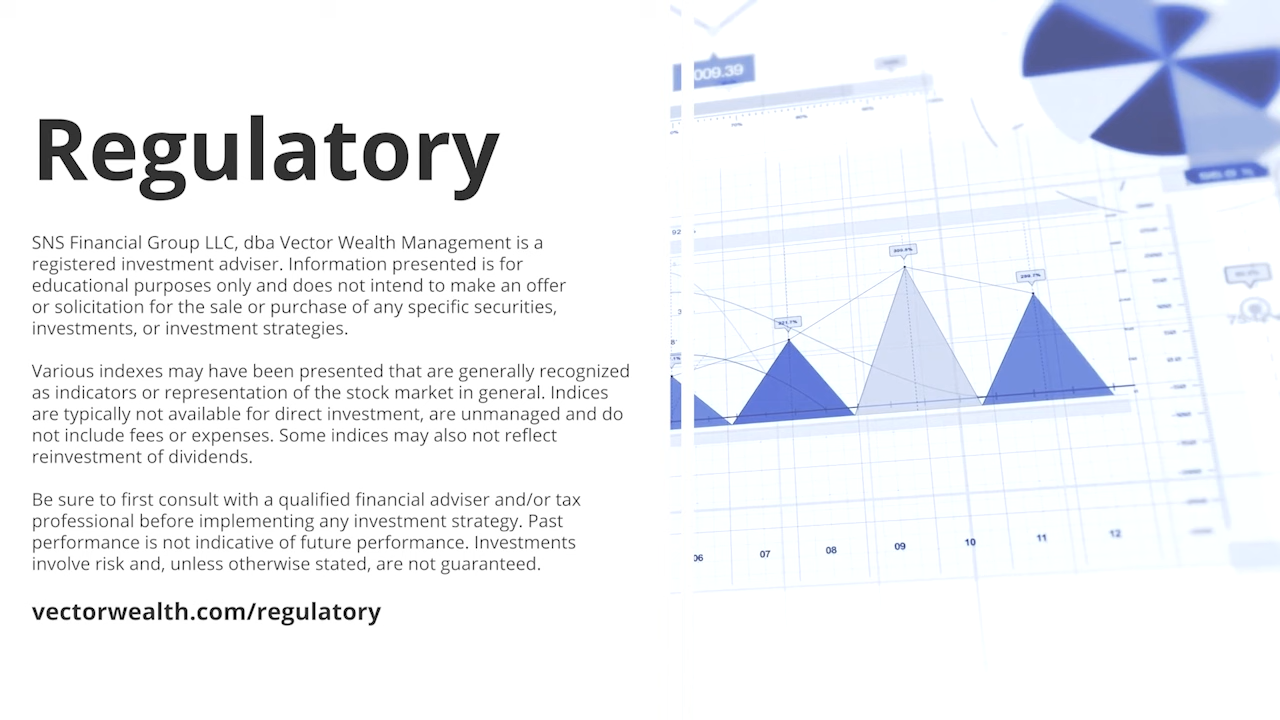 Regulatory
SNS Financial Group LLC, dba Vector Wealth Management is a
registered investment adviser. Information presented is for
educational purposes only and does not intend to make an offer
or solicitation for the sale or purchase of any specific securities,
investments, or investment strategies.
Various indexes may have been presented that are generally recognized
as indicators or representation of the stock market in general. Indices
are typically not available for direct investment, are unmanaged and do
not include fees or expenses. Some indices may also not reflect
reinvestment of dividends.
Be sure to first consult with a qualified financial adviser and/or tax
professional before implementing any investment strategy. Past
performance is not indicative of future performance. Investments
involve risk and, unless otherwise stated, are not guaranteed.
vectorwealth.com/regulatory
009.39
06 07 08 09 10 11 12